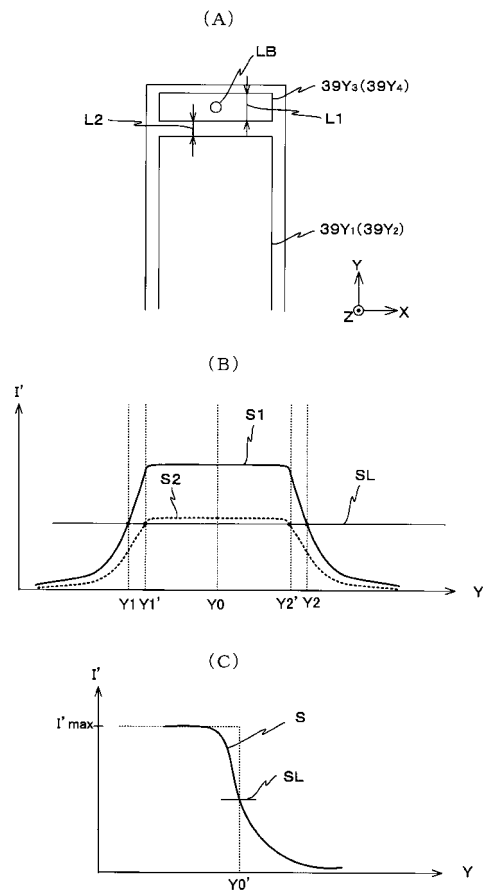 (A)
LB
39Y3(39Y4)
L2
L1
39Y1(39Y2)
Y
Z
X
(B)
I'
S1
S2
SL
Y1
Y1'
Y0
Y2'
Y2
Y
(C)
I'
I'max
S
SL
Y0'
Y